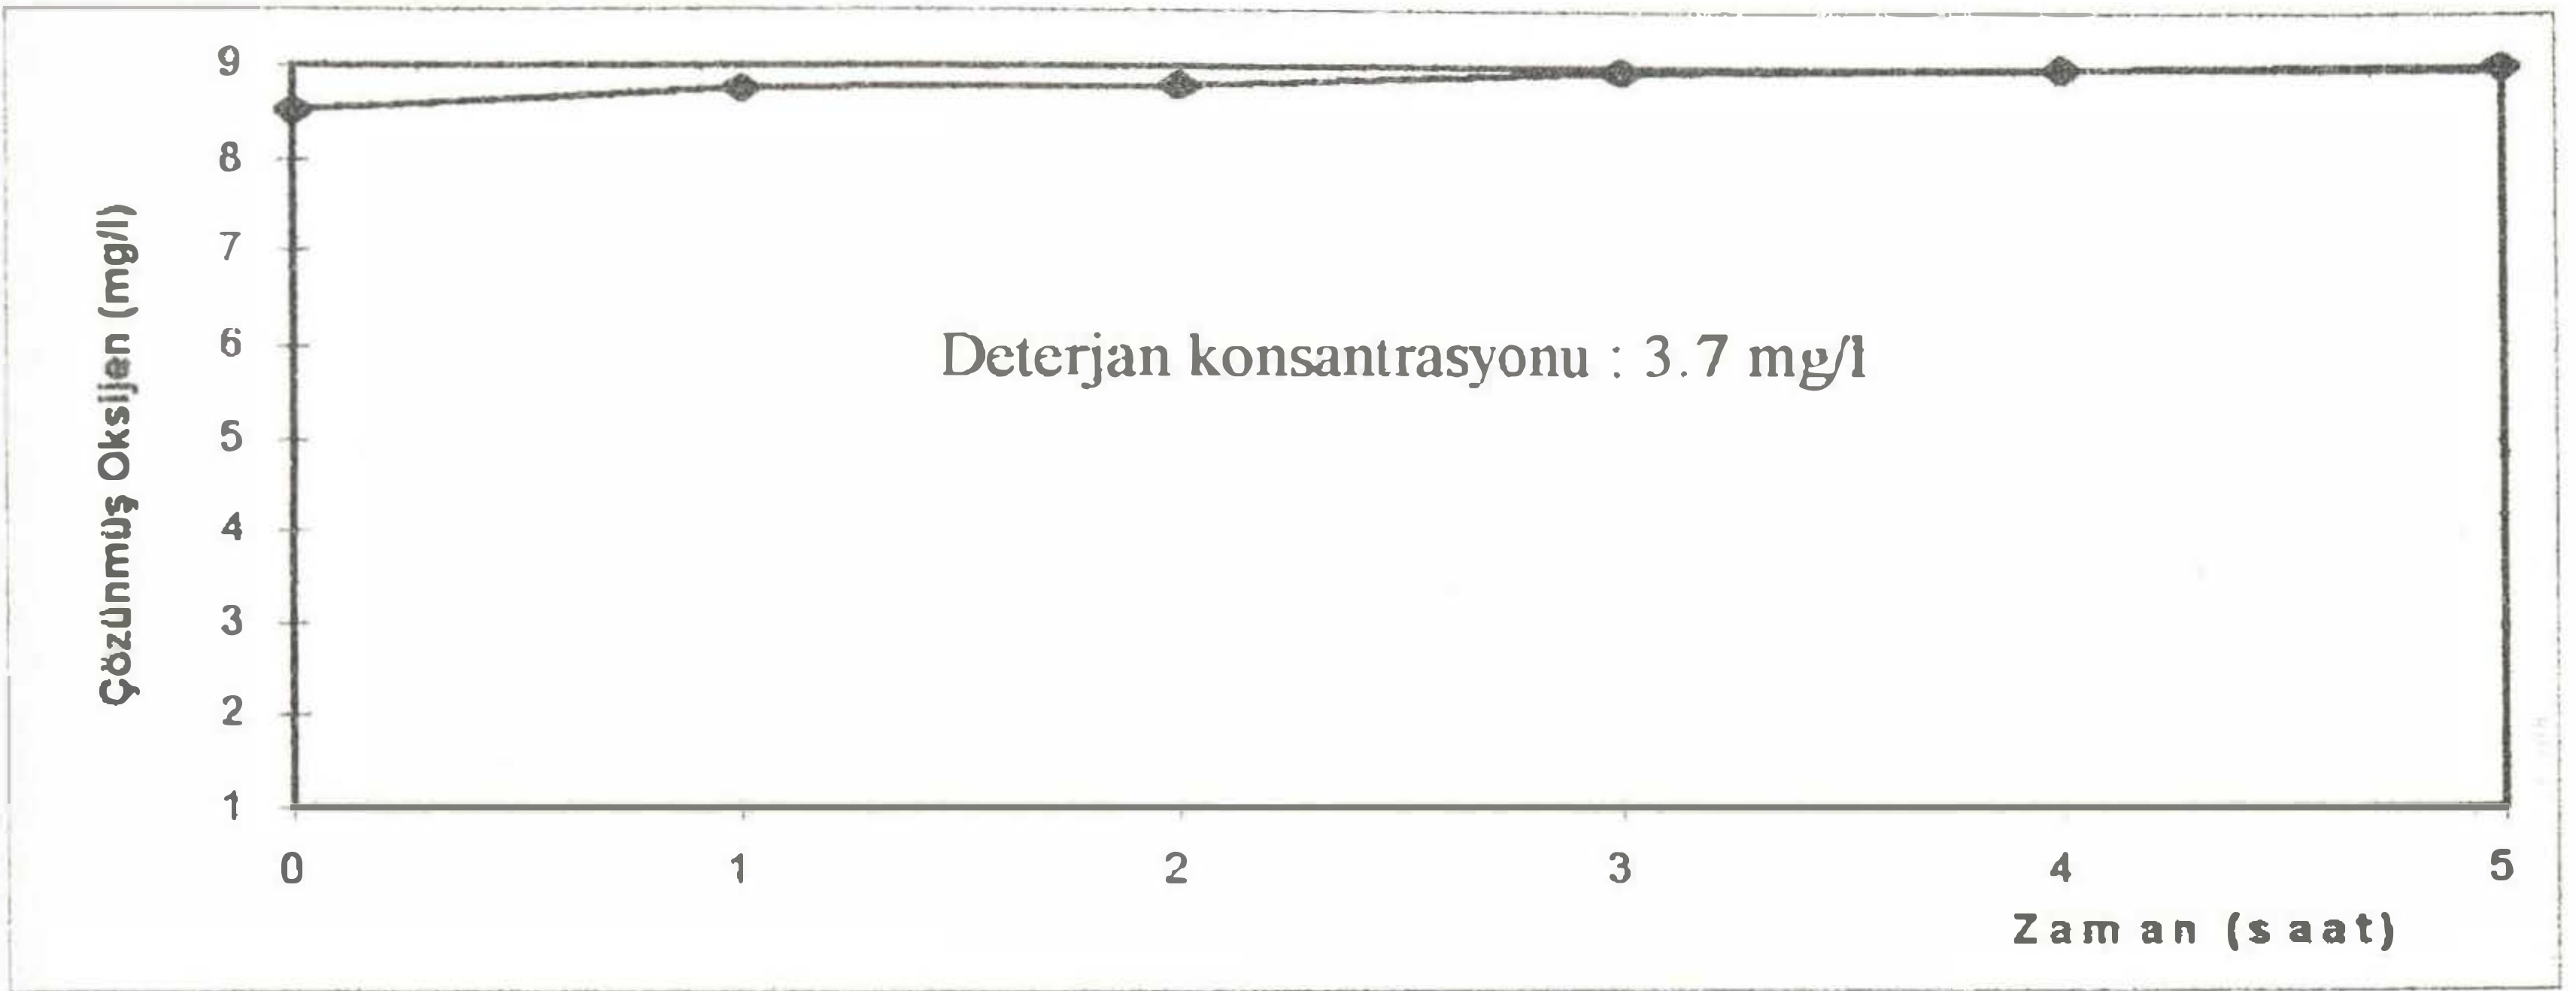 9
8
7
6
5
4
3
2
1
Çözünmüş Oksijen (mg/l)
Deterjan konsantrasyonu : 3.7 mg/l
0 1 2 3 4 5
Zaman (saat)